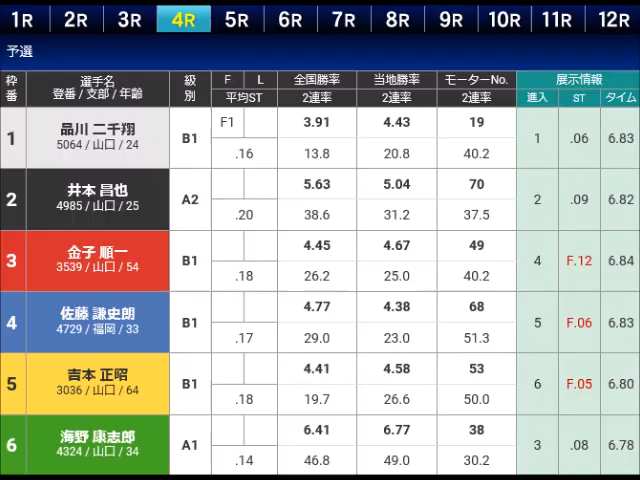 1R 2R 3R 4R 5R 6R 7R 8R 9R 10R 11R 12R
予選
枠番 選手名 登番 / 支部 / 年齢 級別 F L 平均ST 全国勝率 2連率 当地勝率 2連率 モーターNo. 2連率 展示情報 進入 ST タイム
1 品川 二千翔 B1 F1 3.91 4.43 19 1 .06 6.83
5064 / 山口 / 24 .16 13.8 20.8 40.2
2 井本 昌也 A2 5.63 5.04 70 2 .09 6.82
4985 / 山口 / 25 .20 38.6 31.2 37.5
3 金子 順一 B1 4.45 4.67 49 4 F.12 6.84
3539 / 山口 / 54 .18 26.2 25.0 40.2
4 佐藤 謙史朗 B1 4.77 4.38 68 5 F.06 6.83
4729 / 福岡 / 33 .17 29.0 23.0 51.3
5 吉本 正昭 B1 4.41 4.58 53 6 F.05 6.80
3036 / 山口 / 64 .18 19.7 26.6 50.0
6 海野 康志郎 A1 6.41 6.77 38 3 .08 6.78
4324 / 山口 / 34 .14 46.8 49.0 30.2